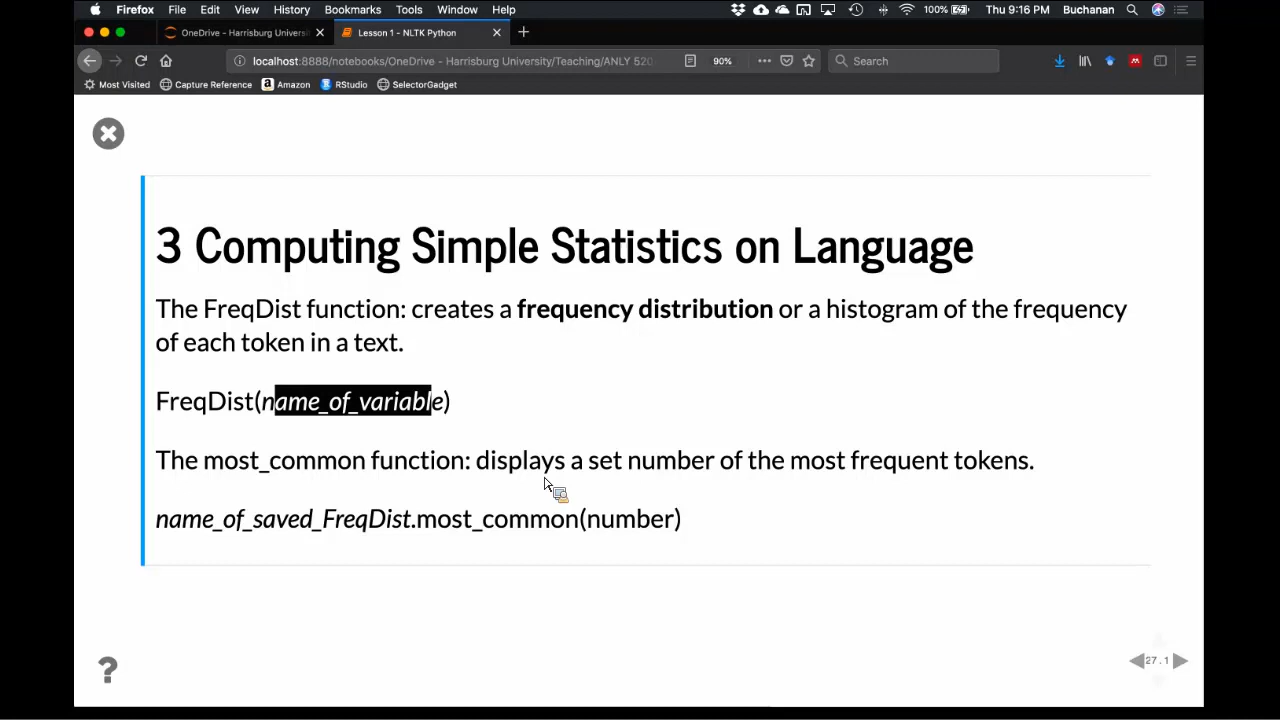 Firefox File Edit View History Bookmarks Tools Window Help 100% Thu 9:16 PM Buchanan
OneDrive - Harrisburg Universi Lesson 1 - NLTK Python
localhost:8888/notebooks/OneDrive - Harrisburg University/Teaching/ANLY 520 90% Search
Most Visited Capture Reference Amazon RStudio SelectorGadget
3 Computing Simple Statistics on Language
The FreqDist function: creates a frequency distribution or a histogram of the frequency
of each token in a text.
FreqDist(name_of_variable)
The most_common function: displays a set number of the most frequent tokens.
name_of_saved_FreqDist.most_common(number)
?
27.1